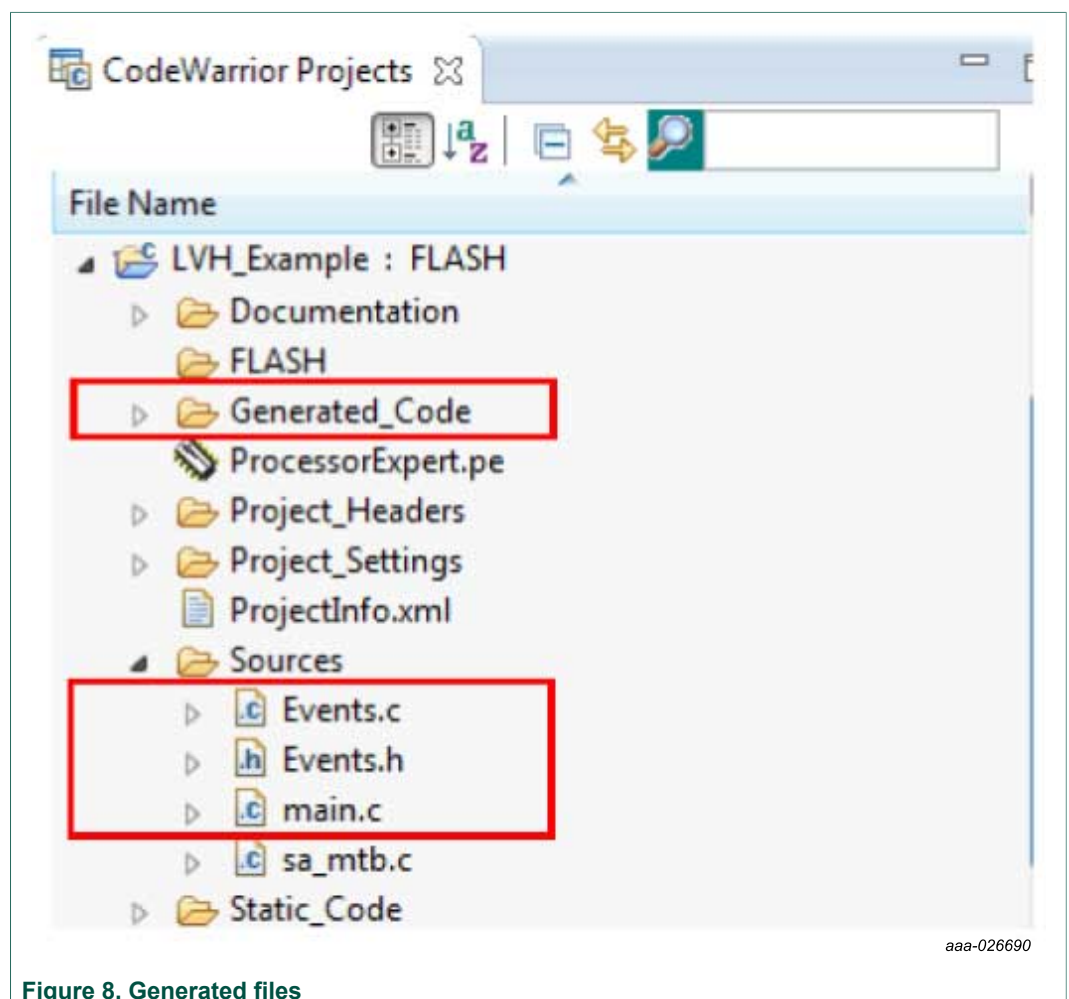 CodeWarrior Projects
File Name
LVH_Example : FLASH
Documentation
FLASH
Generated_Code
ProcessorExpert.pe
Project_Headers
Project_Settings
ProjectInfo.xml
Sources
.c Events.c
.h Events.h
.c main.c
.c sa_mtb.c
Static_Code
aaa-026690
Figure 8. Generated files